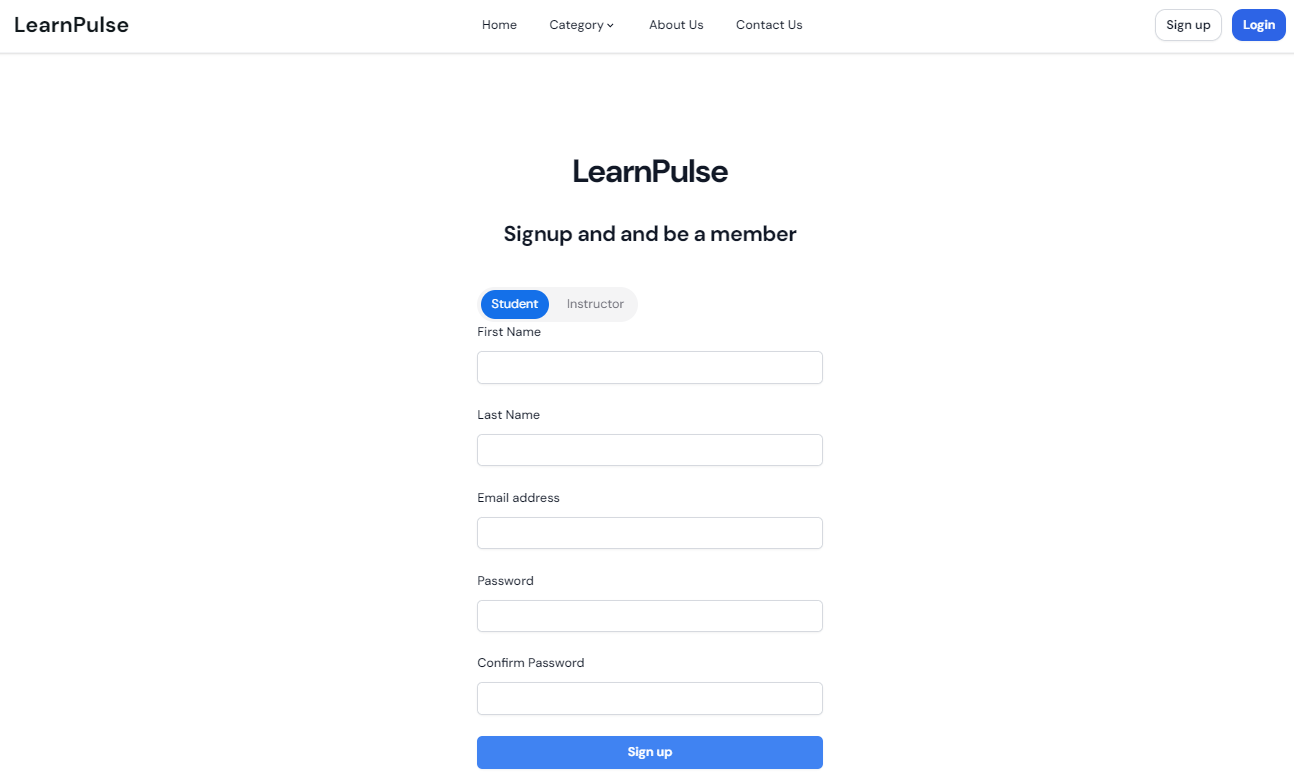 LearnPulse Home Category About Us Contact Us Sign up Login
LearnPulse
Signup and and be a member
Student Instructor
First Name
Last Name
Email address
Password
Confirm Password
Sign up